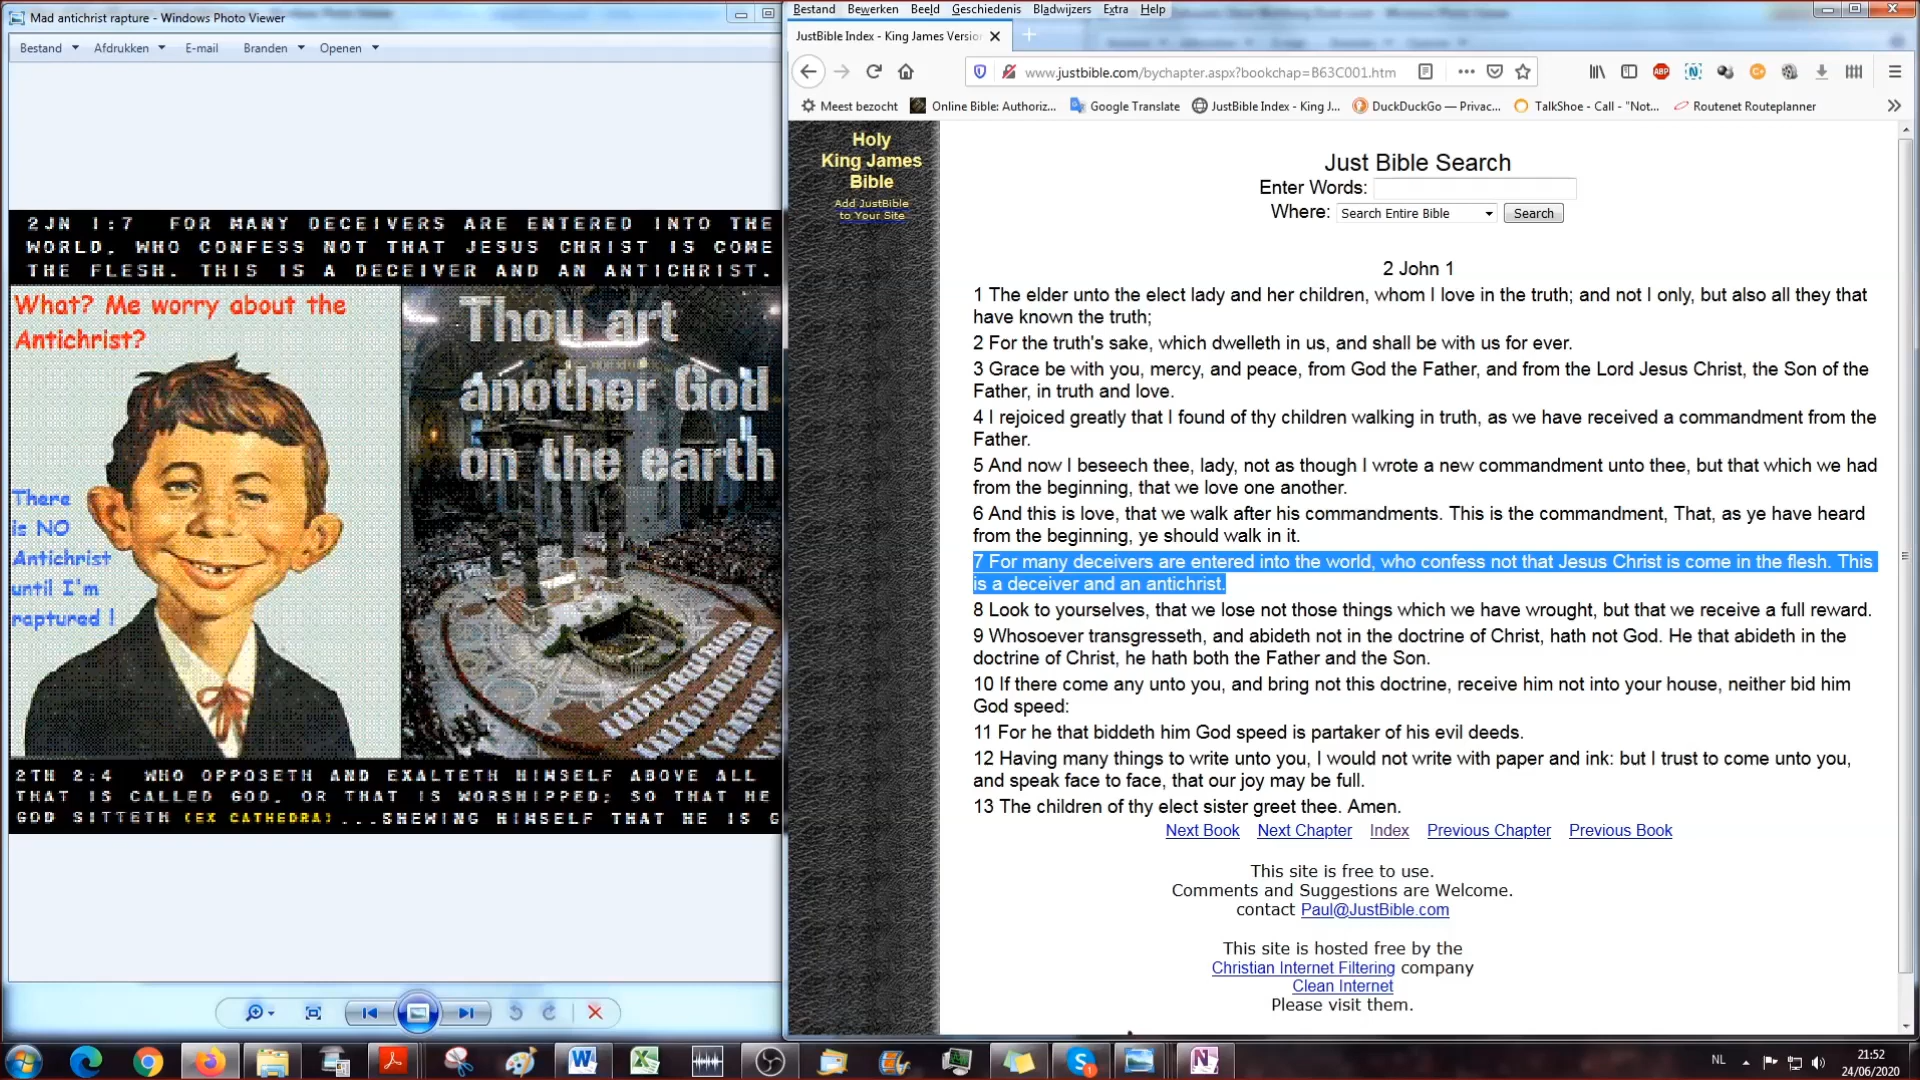 Mad antichrist rapture - Windows Photo Viewer
Bestand Afdrukken E-mail Branden Openen
2JN 1:7 FOR MANY DECEIVERS ARE ENTERED INTO THE
WORLD, WHO CONFESS NOT THAT JESUS CHRIST IS COME
THE FLESH. THIS IS A DECEIVER AND AN ANTICHRIST.
What? Me worry about the
Antichrist?
There
is NO
Antichrist
until I'm
raptured !
Thou art
another God
on the earth
2TH 2:4 WHO OPPOSETH AND EXALTETH HIMSELF ABOVE ALL
THAT IS CALLED GOD, OR THAT IS WORSHIPPED; SO THAT HE
GOD SITTETH (EX CATHEDRA)...SHEWING HIMSELF THAT HE IS G
Bestand Bewerken Beeld Geschiedenis Bladwijzers Extra Help
JustBible Index - King James Versio
www.justbible.com/bychapter.aspx?bookchap=B63C001.htm
ABP
Meest bezocht Online Bible: Authoriz... Google Translate JustBible Index - King J... DuckDuckGo — Privac... TalkShoe - Call - "Not... Routenet Routeplanner
Holy
King James
Bible
Add JustBible
to Your Site
Just Bible Search
Enter Words:
Where: Search Entire Bible Search
2 John 1
1 The elder unto the elect lady and her children, whom I love in the truth; and not I only, but also all they that
have known the truth;
2 For the truth's sake, which dwelleth in us, and shall be with us for ever.
3 Grace be with you, mercy, and peace, from God the Father, and from the Lord Jesus Christ, the Son of the
Father, in truth and love.
4 I rejoiced greatly that I found of thy children walking in truth, as we have received a commandment from the
Father.
5 And now I beseech thee, lady, not as though I wrote a new commandment unto thee, but that which we had
from the beginning, that we love one another.
6 And this is love, that we walk after his commandments. This is the commandment, That, as ye have heard
from the beginning, ye should walk in it.
7 For many deceivers are entered into the world, who confess not that Jesus Christ is come in the flesh. This
is a deceiver and an antichrist.
8 Look to yourselves, that we lose not those things which we have wrought, but that we receive a full reward.
9 Whosoever transgresseth, and abideth not in the doctrine of Christ, hath not God. He that abideth in the
doctrine of Christ, he hath both the Father and the Son.
10 If there come any unto you, and bring not this doctrine, receive him not into your house, neither bid him
God speed:
11 For he that biddeth him God speed is partaker of his evil deeds.
12 Having many things to write unto you, I would not write with paper and ink: but I trust to come unto you,
and speak face to face, that our joy may be full.
13 The children of thy elect sister greet thee. Amen.
Next Book Next Chapter Index Previous Chapter Previous Book
This site is free to use.
Comments and Suggestions are Welcome.
contact Paul@JustBible.com
This site is hosted free by the
Christian Internet Filtering company
Clean Internet
Please visit them.
NL
21:52
24/06/2020